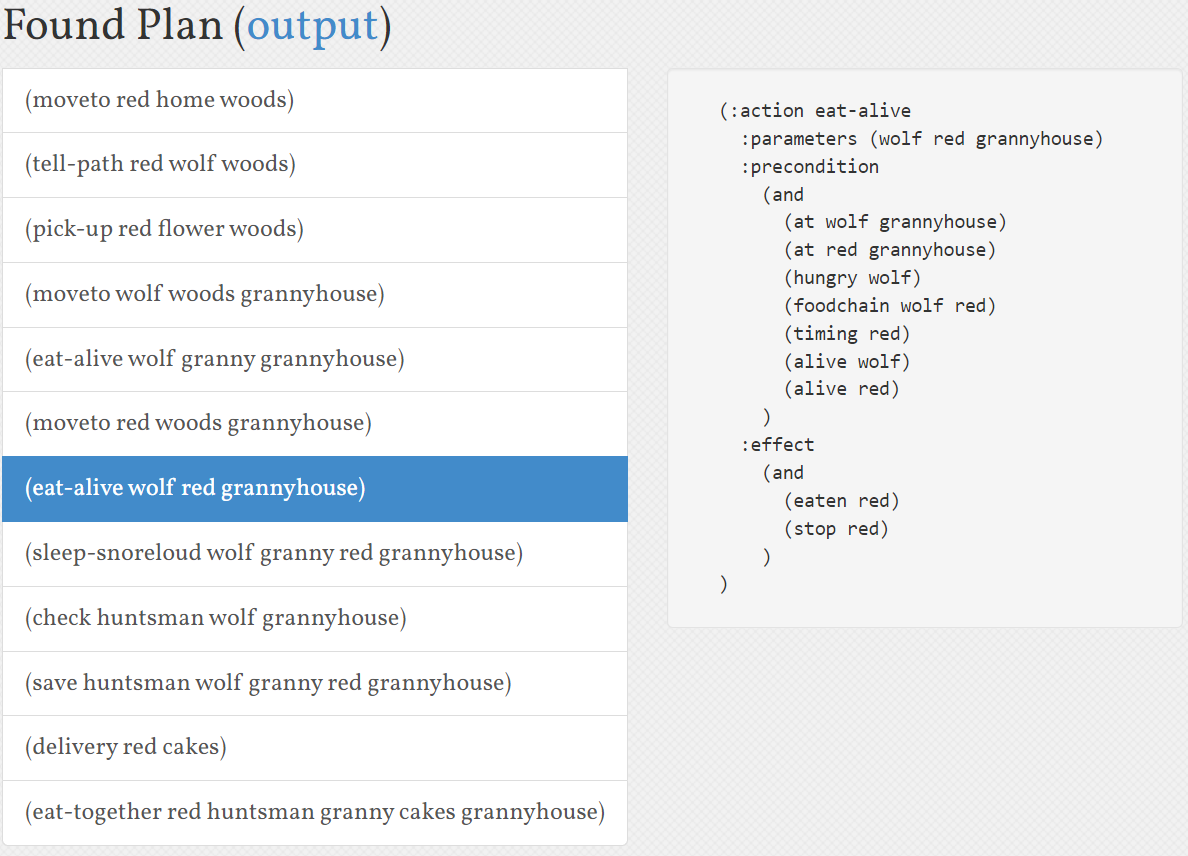 Found Plan (output)
(moveto red home woods)
(tell-path red wolf woods)
(pick-up red flower woods)
(moveto wolf woods grannyhouse)
(eat-alive wolf granny grannyhouse)
(moveto red woods grannyhouse)
(eat-alive wolf red grannyhouse)
(sleep-snoreloud wolf granny red grannyhouse)
(check huntsman wolf grannyhouse)
(save huntsman wolf granny red grannyhouse)
(delivery red cakes)
(eat-together red huntsman granny cakes grannyhouse)
(:action eat-alive
:parameters (wolf red grannyhouse)
:precondition
(and
(at wolf grannyhouse)
(at red grannyhouse)
(hungry wolf)
(foodchain wolf red)
(timing red)
(alive wolf)
(alive red)
)
:effect
(and
(eaten red)
(stop red)
)
)